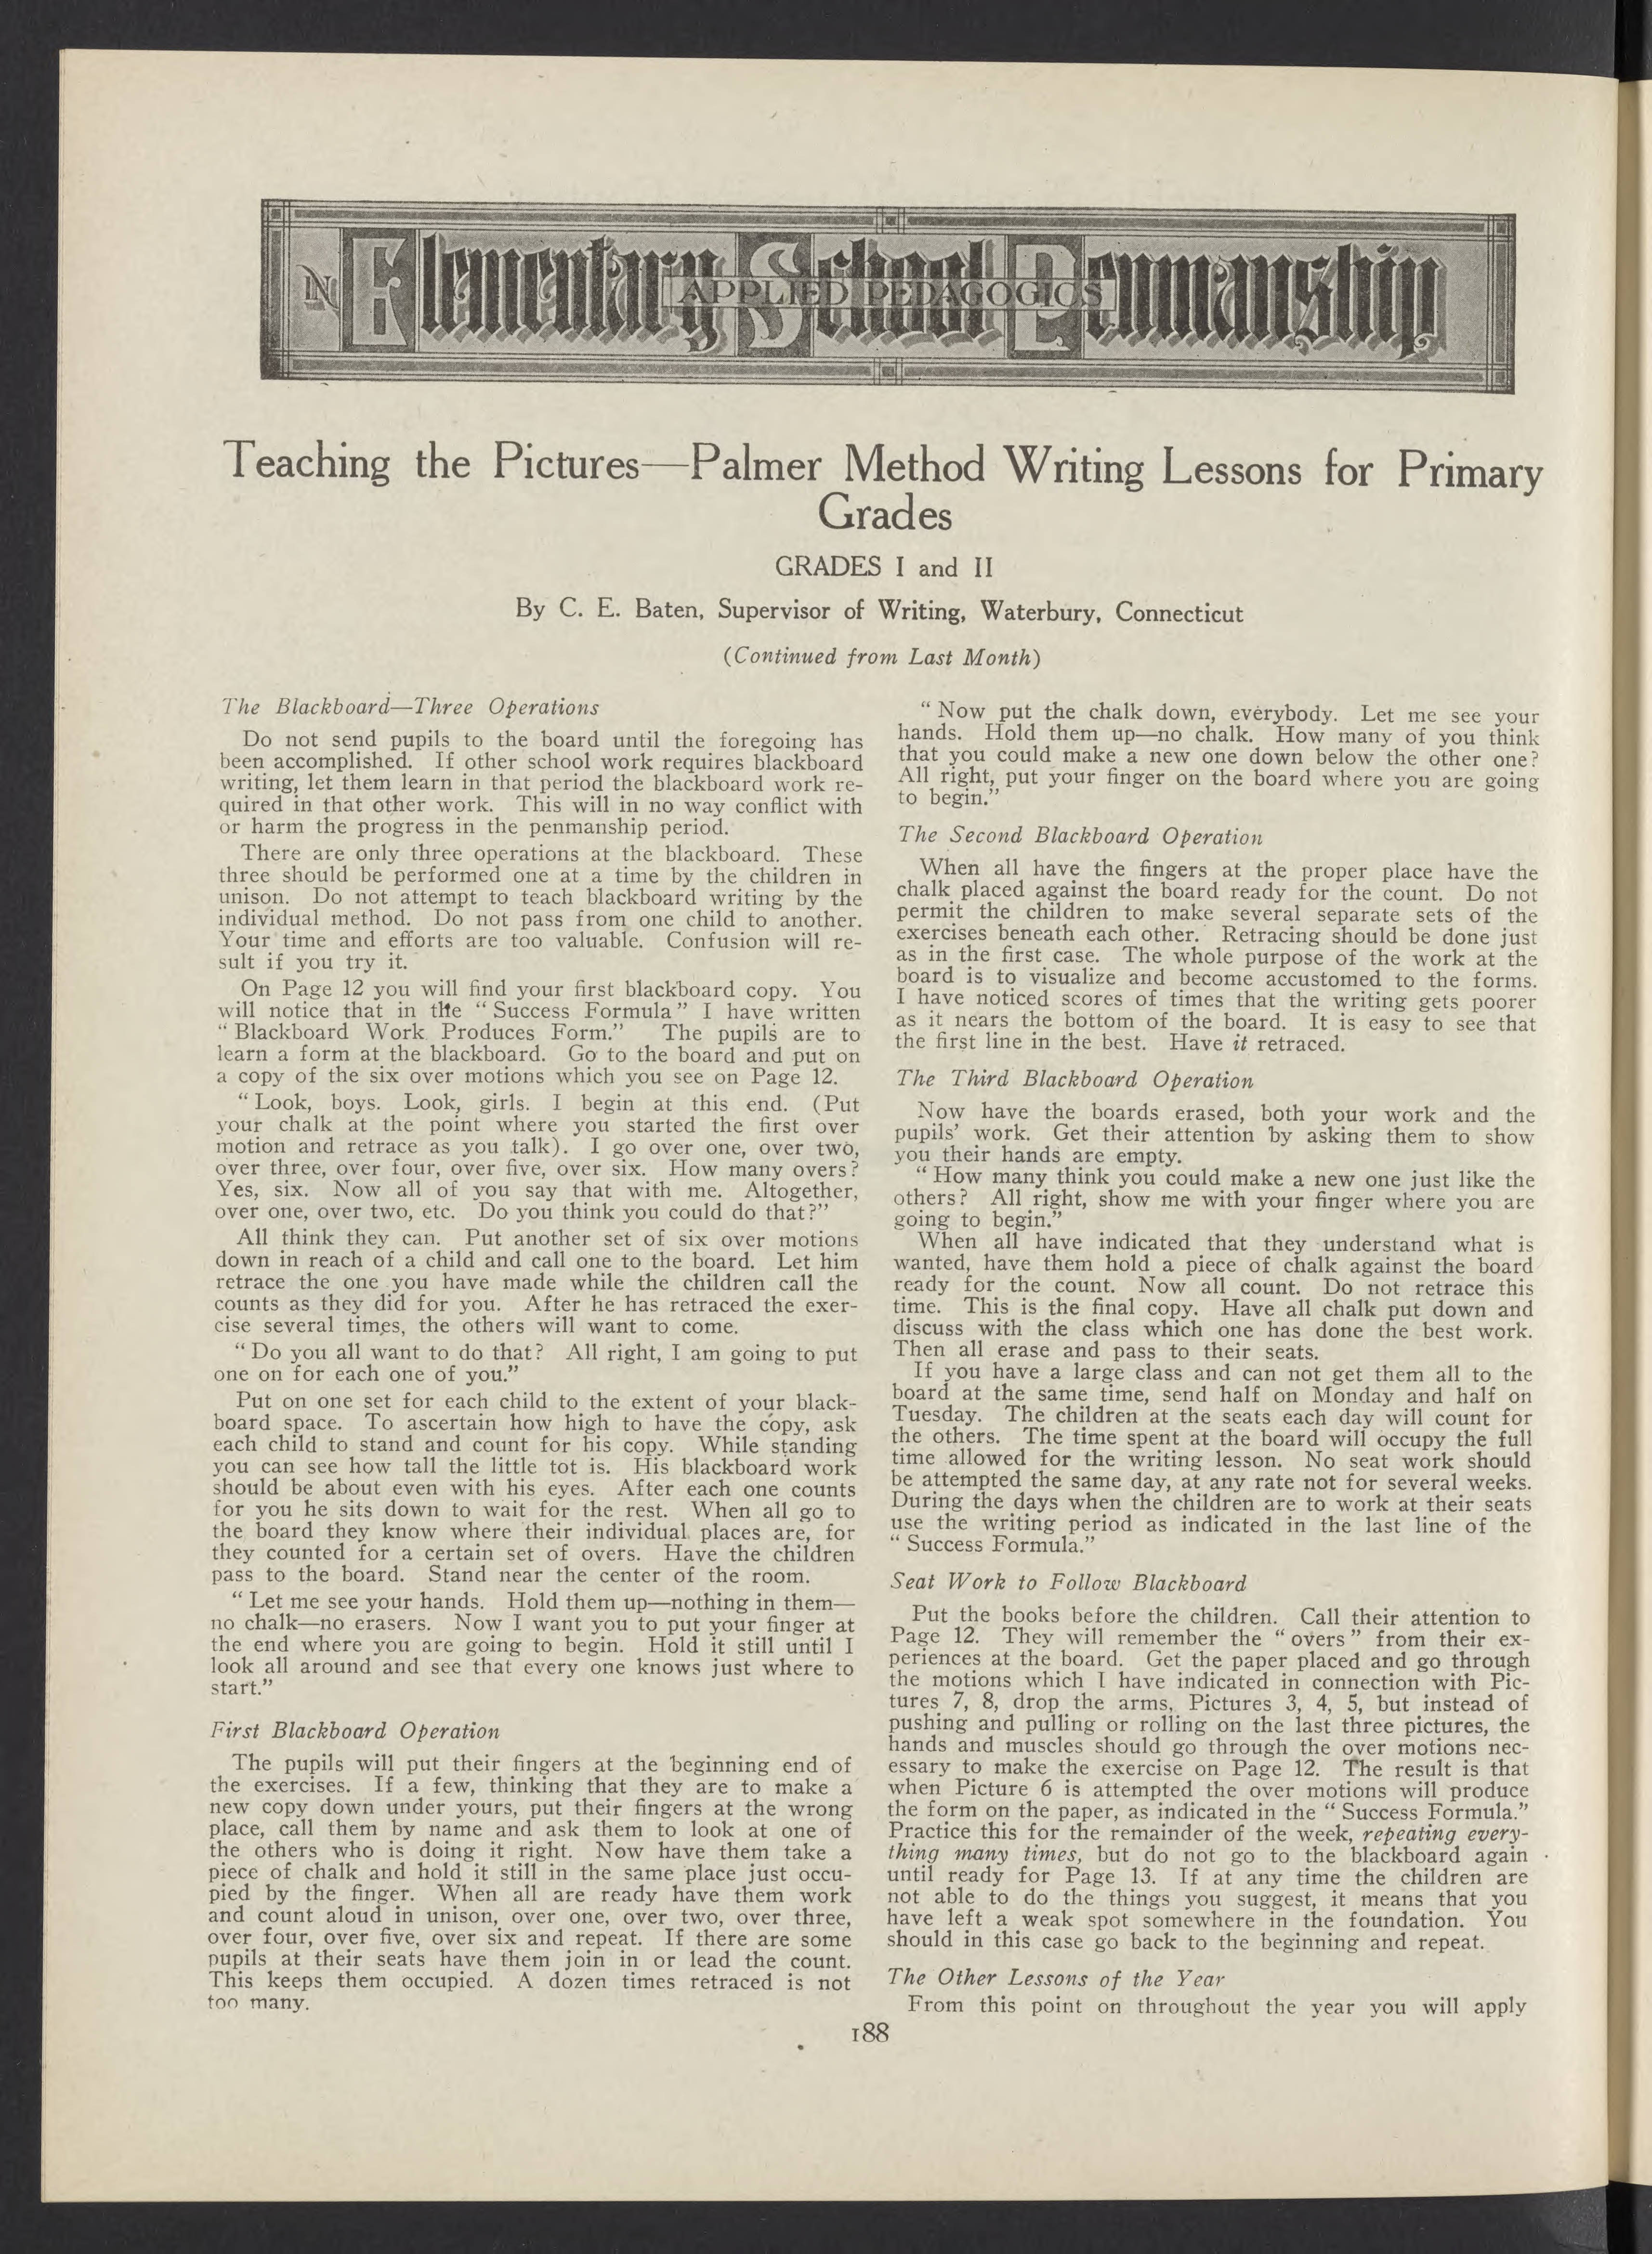 IN Elementary School Penmanship
APPLIED PEDAGOGICS
Teaching the Pictures—Palmer Method Writing Lessons for Primary
Grades
GRADES I and II
By C. E. Baten, Supervisor of Writing, Waterbury, Connecticut
(Continued from Last Month)
The Blackboard—Three Operations
Do not send pupils to the board until the foregoing has
been accomplished. If other school work requires blackboard
writing, let them learn in that period the blackboard work re-
quired in that other work. This will in no way conflict with
or harm the progress in the penmanship period.
There are only three operations at the blackboard. These
three should be performed one at a time by the children in
unison. Do not attempt to teach blackboard writing by the
individual method. Do not pass from one child to another.
Your time and efforts are too valuable. Confusion will re-
sult if you try it.
On Page 12 you will find your first blackboard copy. You
will notice that in the “ Success Formula ” I have written
“ Blackboard Work Produces Form.” The pupils are to
learn a form at the blackboard. Go to the board and put on
a copy of the six over motions which you see on Page 12.
“ Look, boys. Look, girls. I begin at this end. (Put
your chalk at the point where you started the first over
motion and retrace as you talk). I go over one, over two,
over three, over four, over five, over six. How many overs?
Yes, six. Now all of you say that with me. Altogether,
over one, over two, etc. Do you think you could do that?”
All think they can. Put another set of six over motions
down in reach of a child and call one to the board. Let him
retrace the one you have made while the children call the
counts as they did for you. After he has retraced the exer-
cise several times, the others will want to come.
“ Do you all want to do that? All right, I am going to put
one on for each one of you.”
Put on one set for each child to the extent of your black-
board space. To ascertain how high to have the copy, ask
each child to stand and count for his copy. While standing
you can see how tall the little tot is. His blackboard work
should be about even with his eyes. After each one counts
for you he sits down to wait for the rest. When all go to
the board they know where their individual places are, for
they counted for a certain set of overs. Have the children
pass to the board. Stand near the center of the room.
“ Let me see your hands. Hold them up—nothing in them—
no chalk—no erasers. Now I want you to put your finger at
the end where you are going to begin. Hold it still until I
look all around and see that every one knows just where to
start.”
First Blackboard Operation
The pupils will put their fingers at the beginning end of
the exercises. If a few, thinking that they are to make a
new copy down under yours, put their fingers at the wrong
place, call them by name and ask them to look at one of
the others who is doing it right. Now have them take a
piece of chalk and hold it still in the same place just occu-
pied by the finger. When all are ready have them work
and count aloud in unison, over one, over two, over three,
over four, over five, over six and repeat. If there are some
pupils at their seats have them join in or lead the count.
This keeps them occupied. A dozen times retraced is not
too many.
“ Now put the chalk down, everybody. Let me see your
hands. Hold them up—no chalk. How many of you think
that you could make a new one down below the other one?
All right, put your finger on the board where you are going
to begin.”
The Second Blackboard Operation
When all have the fingers at the proper place have the
chalk placed against the board ready for the count. Do not
permit the children to make several separate sets of the
exercises beneath each other. Retracing should be done just
as in the first case. The whole purpose of the work at the
board is to visualize and become accustomed to the forms.
I have noticed scores of times that the writing gets poorer
as it nears the bottom of the board. It is easy to see that
the first line in the best. Have it retraced.
The Third Blackboard Operation
Now have the boards erased, both your work and the
pupils’ work. Get their attention by asking them to show
you their hands are empty.
“ How many think you could make a new one just like the
others? All right, show me with your finger where you are
going to begin.”
When all have indicated that they understand what is
wanted, have them hold a piece of chalk against the board
ready for the count. Now all count. Do not retrace this
time. This is the final copy. Have all chalk put down and
discuss with the class which one has done the best work.
Then all erase and pass to their seats.
If you have a large class and can not get them all to the
board at the same time, send half on Monday and half on
Tuesday. The children at the seats each day will count for
the others. The time spent at the board will occupy the full
time allowed for the writing lesson. No seat work should
be attempted the same day, at any rate not for several weeks.
During the days when the children are to work at their seats
use the writing period as indicated in the last line of the
“ Success Formula.”
Seat Work to Follow Blackboard
Put the books before the children. Call their attention to
Page 12. They will remember the “ overs ” from their ex-
periences at the board. Get the paper placed and go through
the motions which I have indicated in connection with Pic-
tures 7, 8, drop the arms, Pictures 3, 4, 5, but instead of
pushing and pulling or rolling on the last three pictures, the
hands and muscles should go through the over motions nec-
essary to make the exercise on Page 12. The result is that
when Picture 6 is attempted the over motions will produce
the form on the paper, as indicated in the “ Success Formula.”
Practice this for the remainder of the week, repeating every-
thing many times, but do not go to the blackboard again
until ready for Page 13. If at any time the children are
not able to do the things you suggest, it means that you
have left a weak spot somewhere in the foundation. You
should in this case go back to the beginning and repeat.
The Other Lessons of the Year
From this point on throughout the year you will apply
188